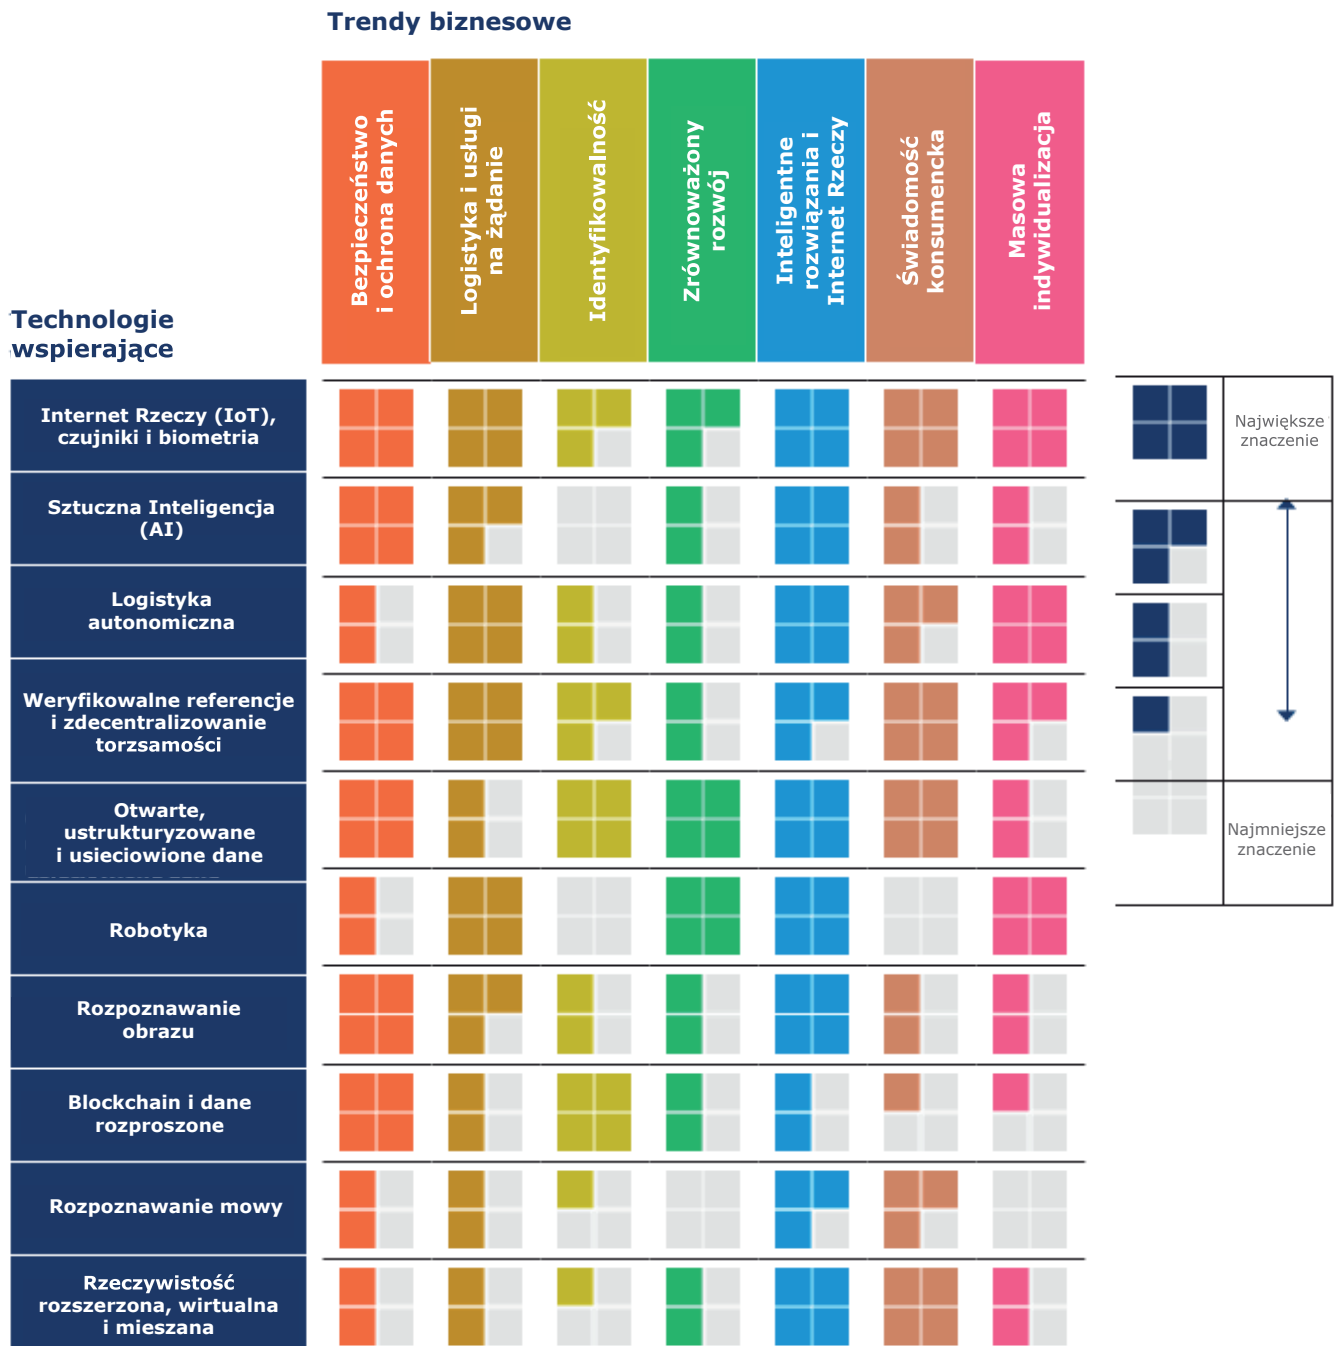 Trendy biznesowe
Bezpieczeństwo
i ochrona danych
Logistyka i usługi
na żądanie
Identyfikowalność
Zrównoważony
rozwój
Inteligentne
rozwiązania i
Internet Rzeczy
Świadomość
konsumencka
Masowa
indywidualizacja
Technologie
wspierające
Internet Rzeczy (IoT),
czujniki i biometria
Sztuczna Inteligencja
(AI)
Logistyka
autonomiczna
Weryfikowalne referencje
i zdecentralizowanie
torzsamości
Otwarte,
ustrukturyzowane
i usieciowione dane
Robotyka
Rozpoznawanie
obrazu
Blockchain i dane
rozproszone
Rozpoznawanie mowy
Rzeczywistość
rozszerzona, wirtualna
i mieszana
Największe
znaczenie
Najmniejsze
znaczenie